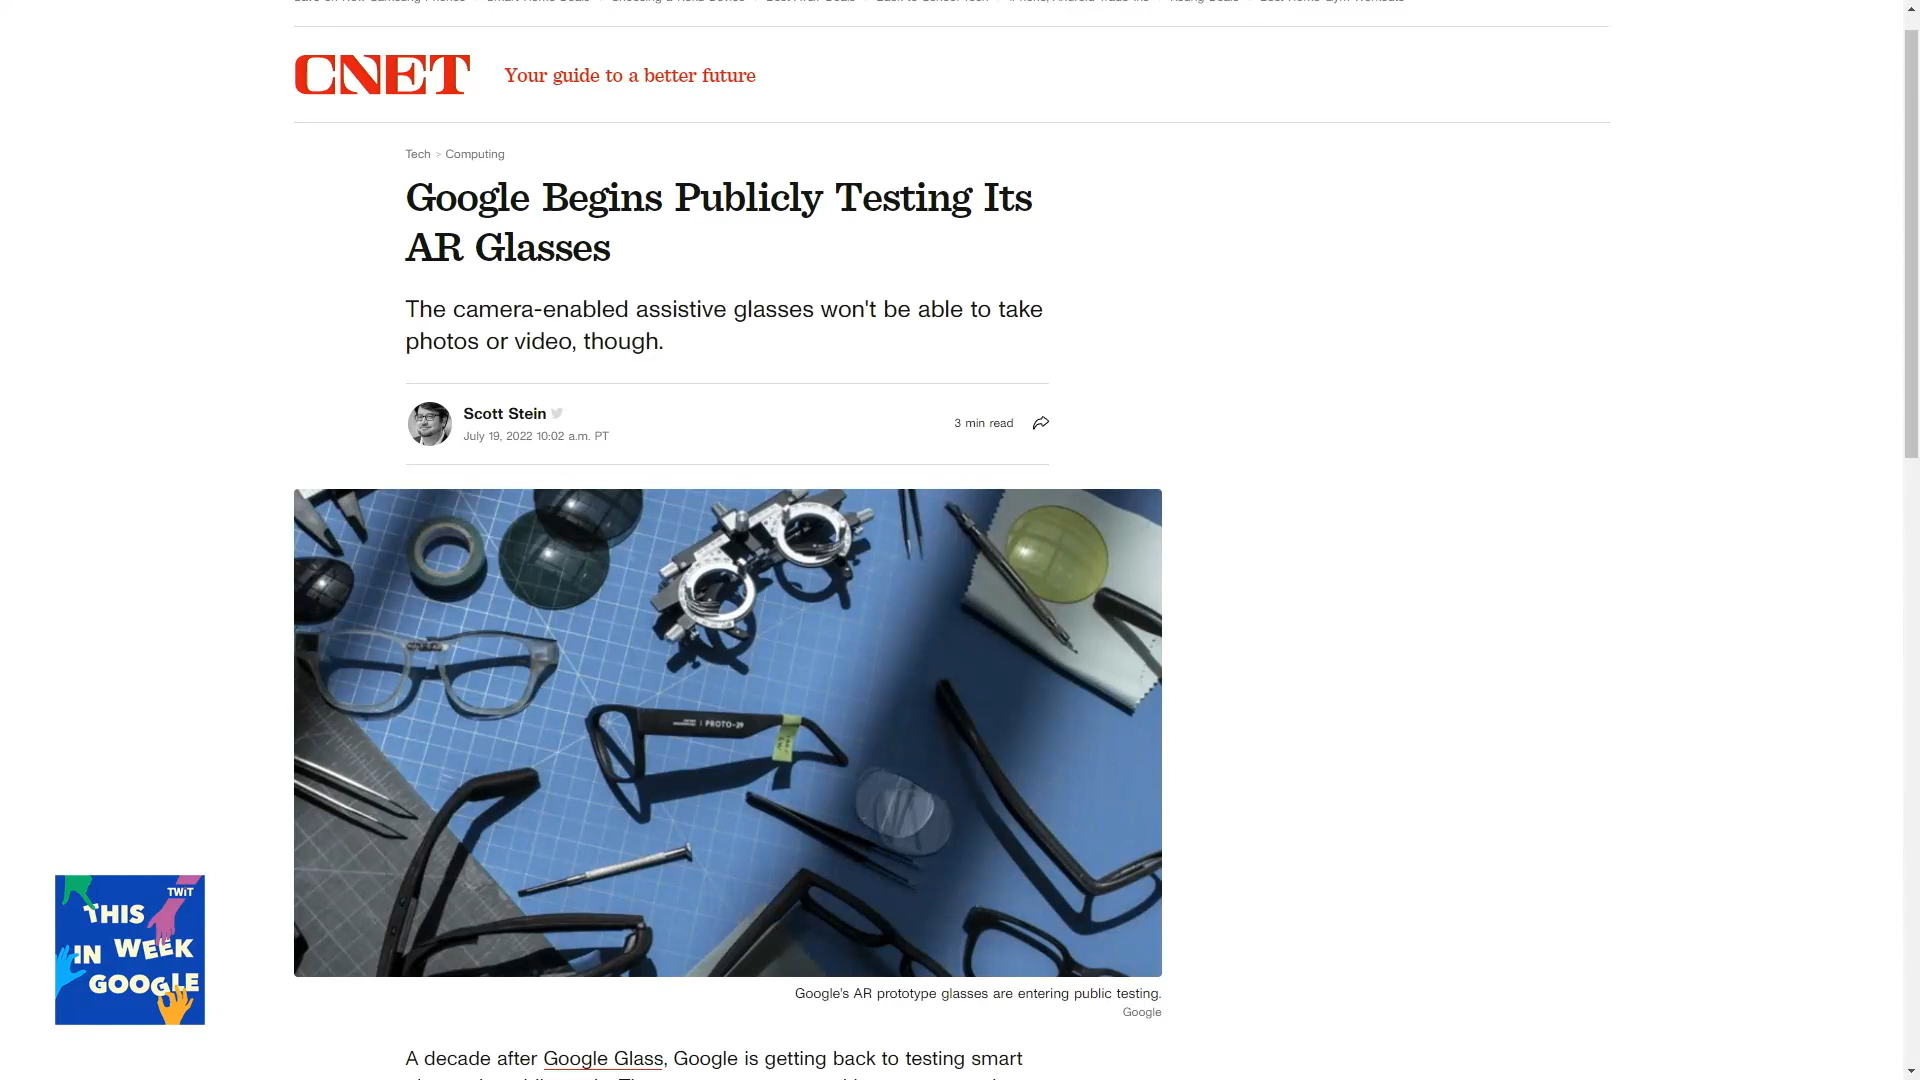 CNET
Your guide to a better future
Tech > Computing
Google Begins Publicly Testing Its
AR Glasses
The camera-enabled assistive glasses won't be able to take
photos or video, though.
Scott Stein
July 19, 2022 10:02 a.m. PT
3 min read
PROTO-29
Google's AR prototype glasses are entering public testing.
Google
TWiT
THIS
IN WEEK
GOOGLE
A decade after Google Glass, Google is getting back to testing smart